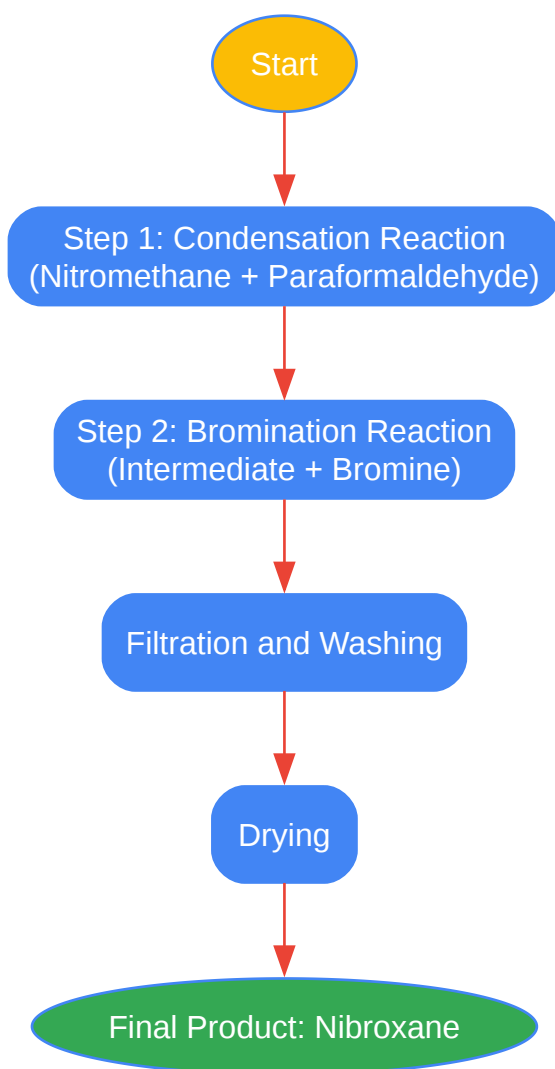 Start
Step 1: Condensation Reaction
(Nitromethane + Paraformaldehyde)
Step 2: Bromination Reaction
(Intermediate + Bromine)
Filtration and Washing
Drying
Final Product: Nibroxane